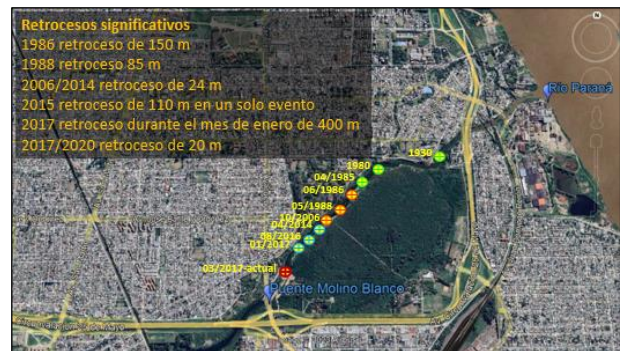 Retrocesos significativos
1986 retroceso de 150 m
1988 retroceso 85 m
2006/2014 retroceso de 24 m
2015 retroceso de 110 m en un solo evento
2017 retroceso durante el mes de enero de 400 m
2017/2020 retroceso de 20 m
N
Río Paraná
1930
1980
04/1985
06/1986
05/1988
10/2006
04/2014
08/2016
01/2017
03/2017-actual
Puente Molino Blanco